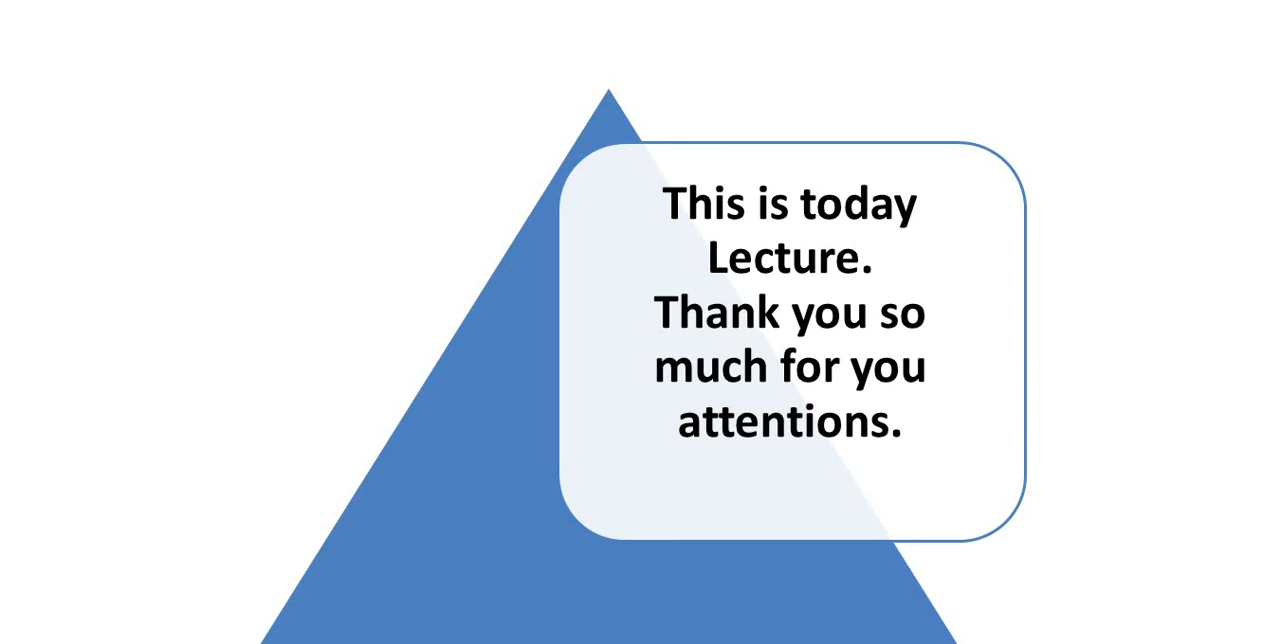 This is today
Lecture.
Thank you so
much for you
attentions.